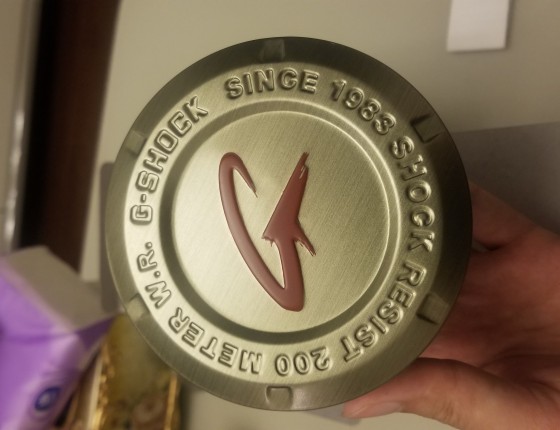 G-SHOCK SINCE 1983 SHOCK RESIST 200 METER W.R.